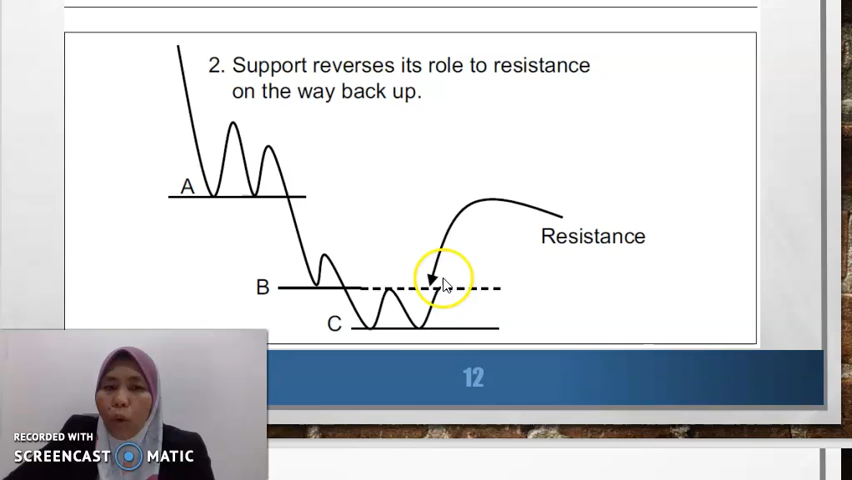 2. Support reverses its role to resistance
on the way back up.
A
Resistance
B
C
12
RECORDED WITH
SCREENCAST MATIC